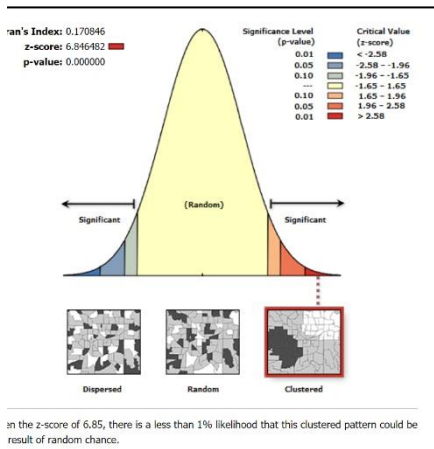 ran's Index: 0.170846
z-score: 6.846482
p-value: 0.000000
Significance Level
(p-value)
Critical Value
(z-score)
0.01 < -2.58
0.05 -2.58 - -1.96
0.10 -1.96 - -1.65
--- -1.65 - 1.65
0.10 1.65 - 1.96
0.05 1.96 - 2.58
0.01 > 2.58
(Random)
Significant
Significant
Dispersed
Random
Clustered
en the z-score of 6.85, there is a less than 1% likelihood that this clustered pattern could be
result of random chance.